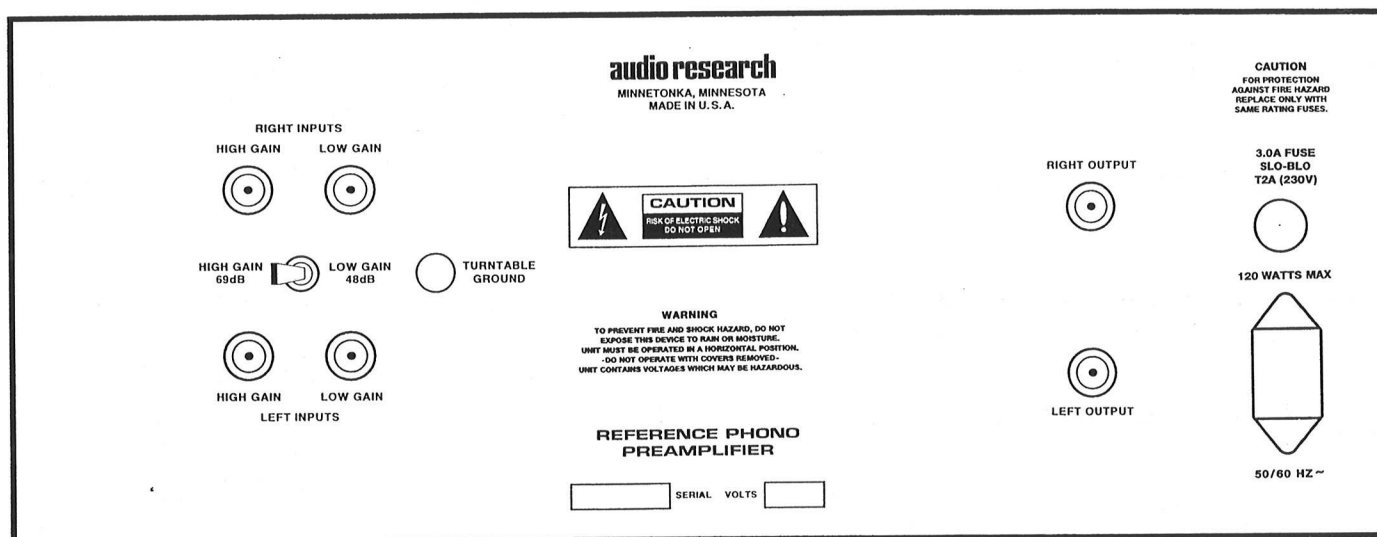 audio research
MINNETONKA, MINNESOTA
MADE IN U.S.A.
RIGHT INPUTS
HIGH GAIN
LOW GAIN
HIGH GAIN
69dB
LOW GAIN
48dB
TURNTABLE
GROUND
HIGH GAIN
LOW GAIN
LEFT INPUTS
CAUTION
RISK OF ELECTRIC SHOCK
DO NOT OPEN
WARNING
TO PREVENT FIRE AND SHOCK HAZARD, DO NOT
EXPOSE THIS DEVICE TO RAIN OR MOISTURE.
UNIT MUST BE OPERATED IN A HORIZONTAL POSITION.
-DO NOT OPERATE WITH COVERS REMOVED-
UNIT CONTAINS VOLTAGES WHICH MAY BE HAZARDOUS.
REFERENCE PHONO
PREAMPLIFIER
SERIAL
VOLTS
RIGHT OUTPUT
LEFT OUTPUT
CAUTION
FOR PROTECTION
AGAINST FIRE HAZARD
REPLACE ONLY WITH
SAME RATING FUSES.
3.0A FUSE
SLO-BLO
T2A (230V)
120 WATTS MAX
50/60 HZ ~